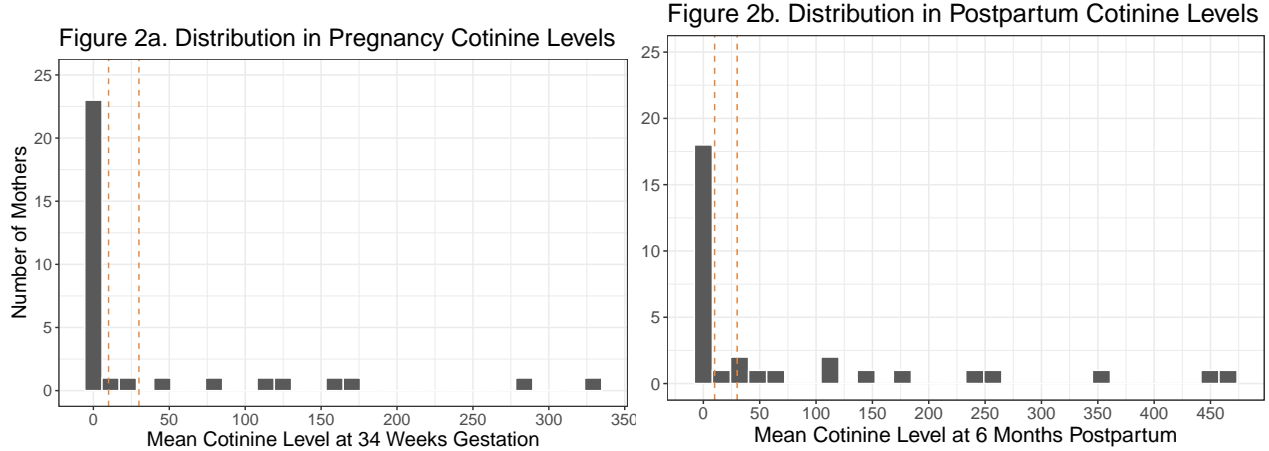 Figure 2a. Distribution in Pregnancy Cotinine Levels
25
20
15
10
5
0
Number of Mothers
0 50 100 150 200 250 300 350
Mean Cotinine Level at 34 Weeks Gestation
Figure 2b. Distribution in Postpartum Cotinine Levels
25
20
15
10
5
0
0 50 100 150 200 250 300 350 400 450
Mean Cotinine Level at 6 Months Postpartum